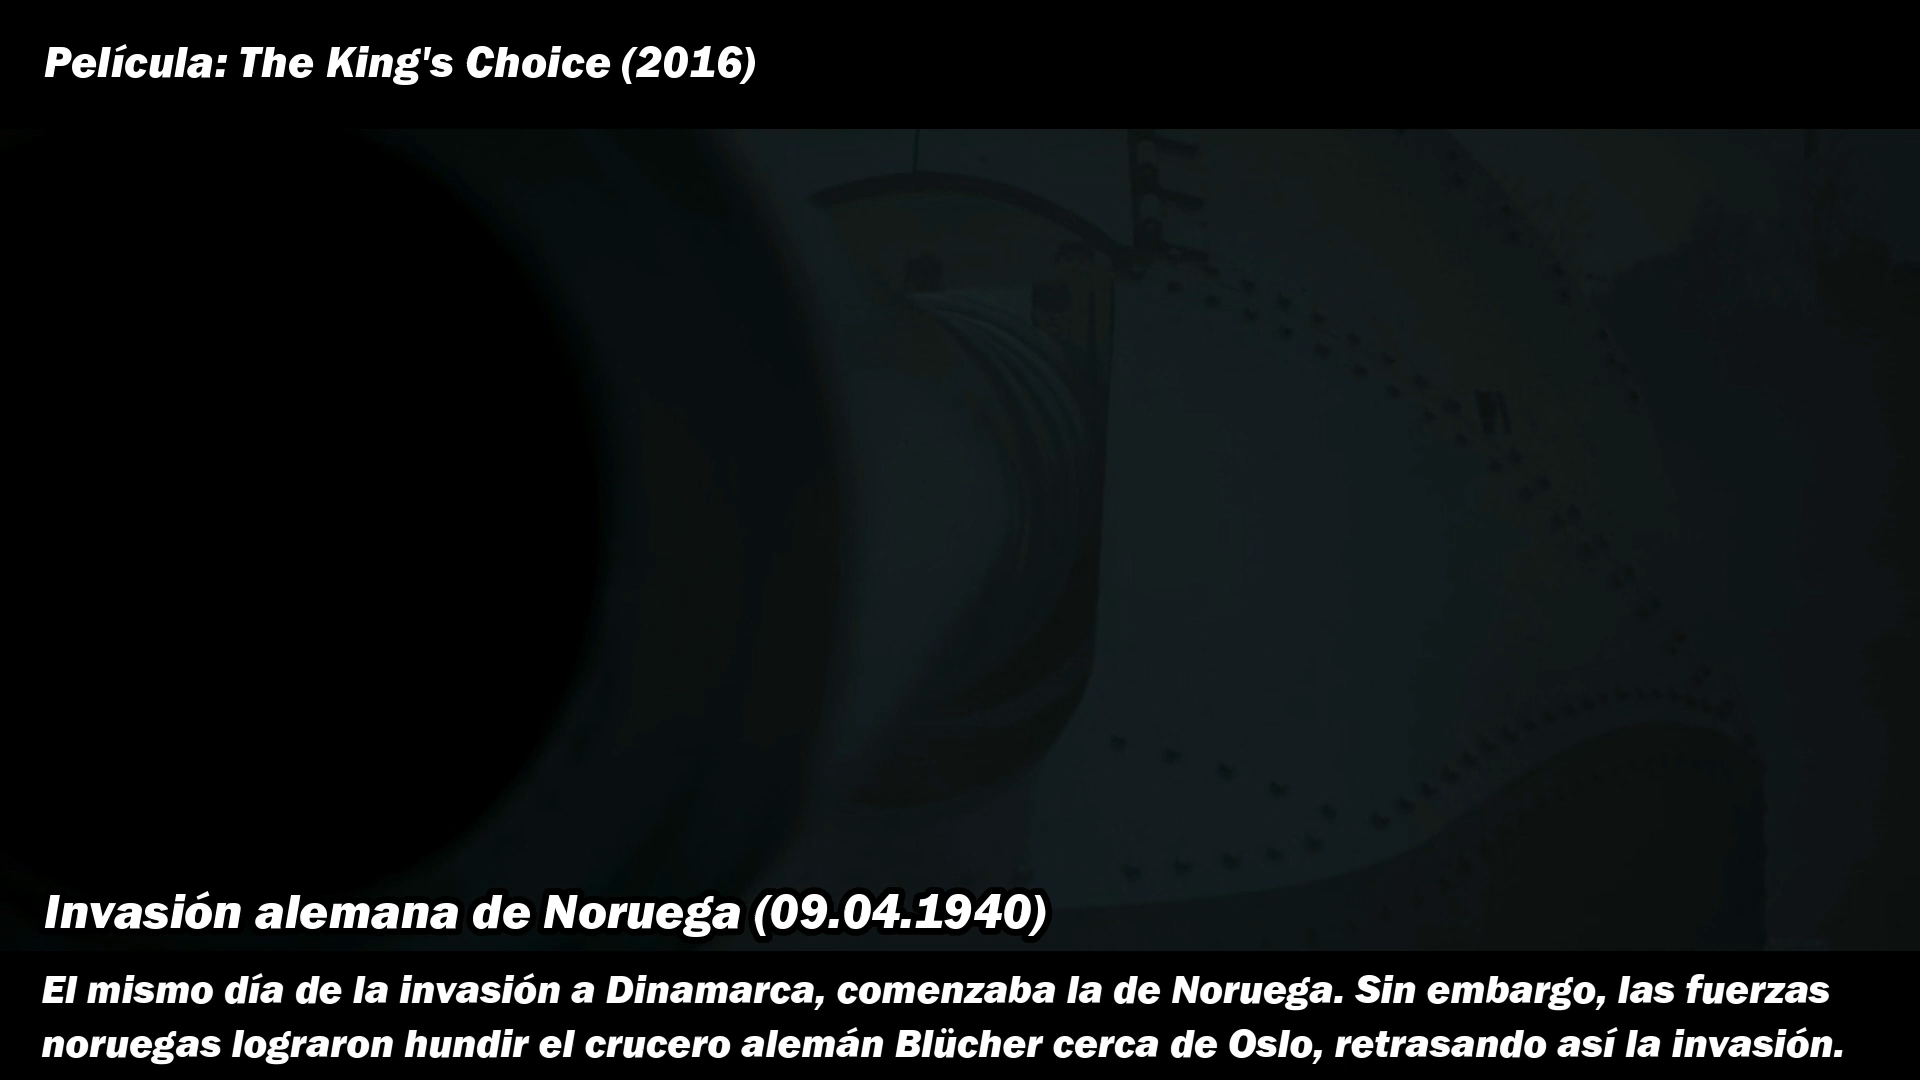 Película: The King's Choice (2016)
Invasión alemana de Noruega (09.04.1940)
El mismo día de la invasión a Dinamarca, comenzaba la de Noruega. Sin embargo, las fuerzas
noruegas lograron hundir el crucero alemán Blücher cerca de Oslo, retrasando así la invasión.